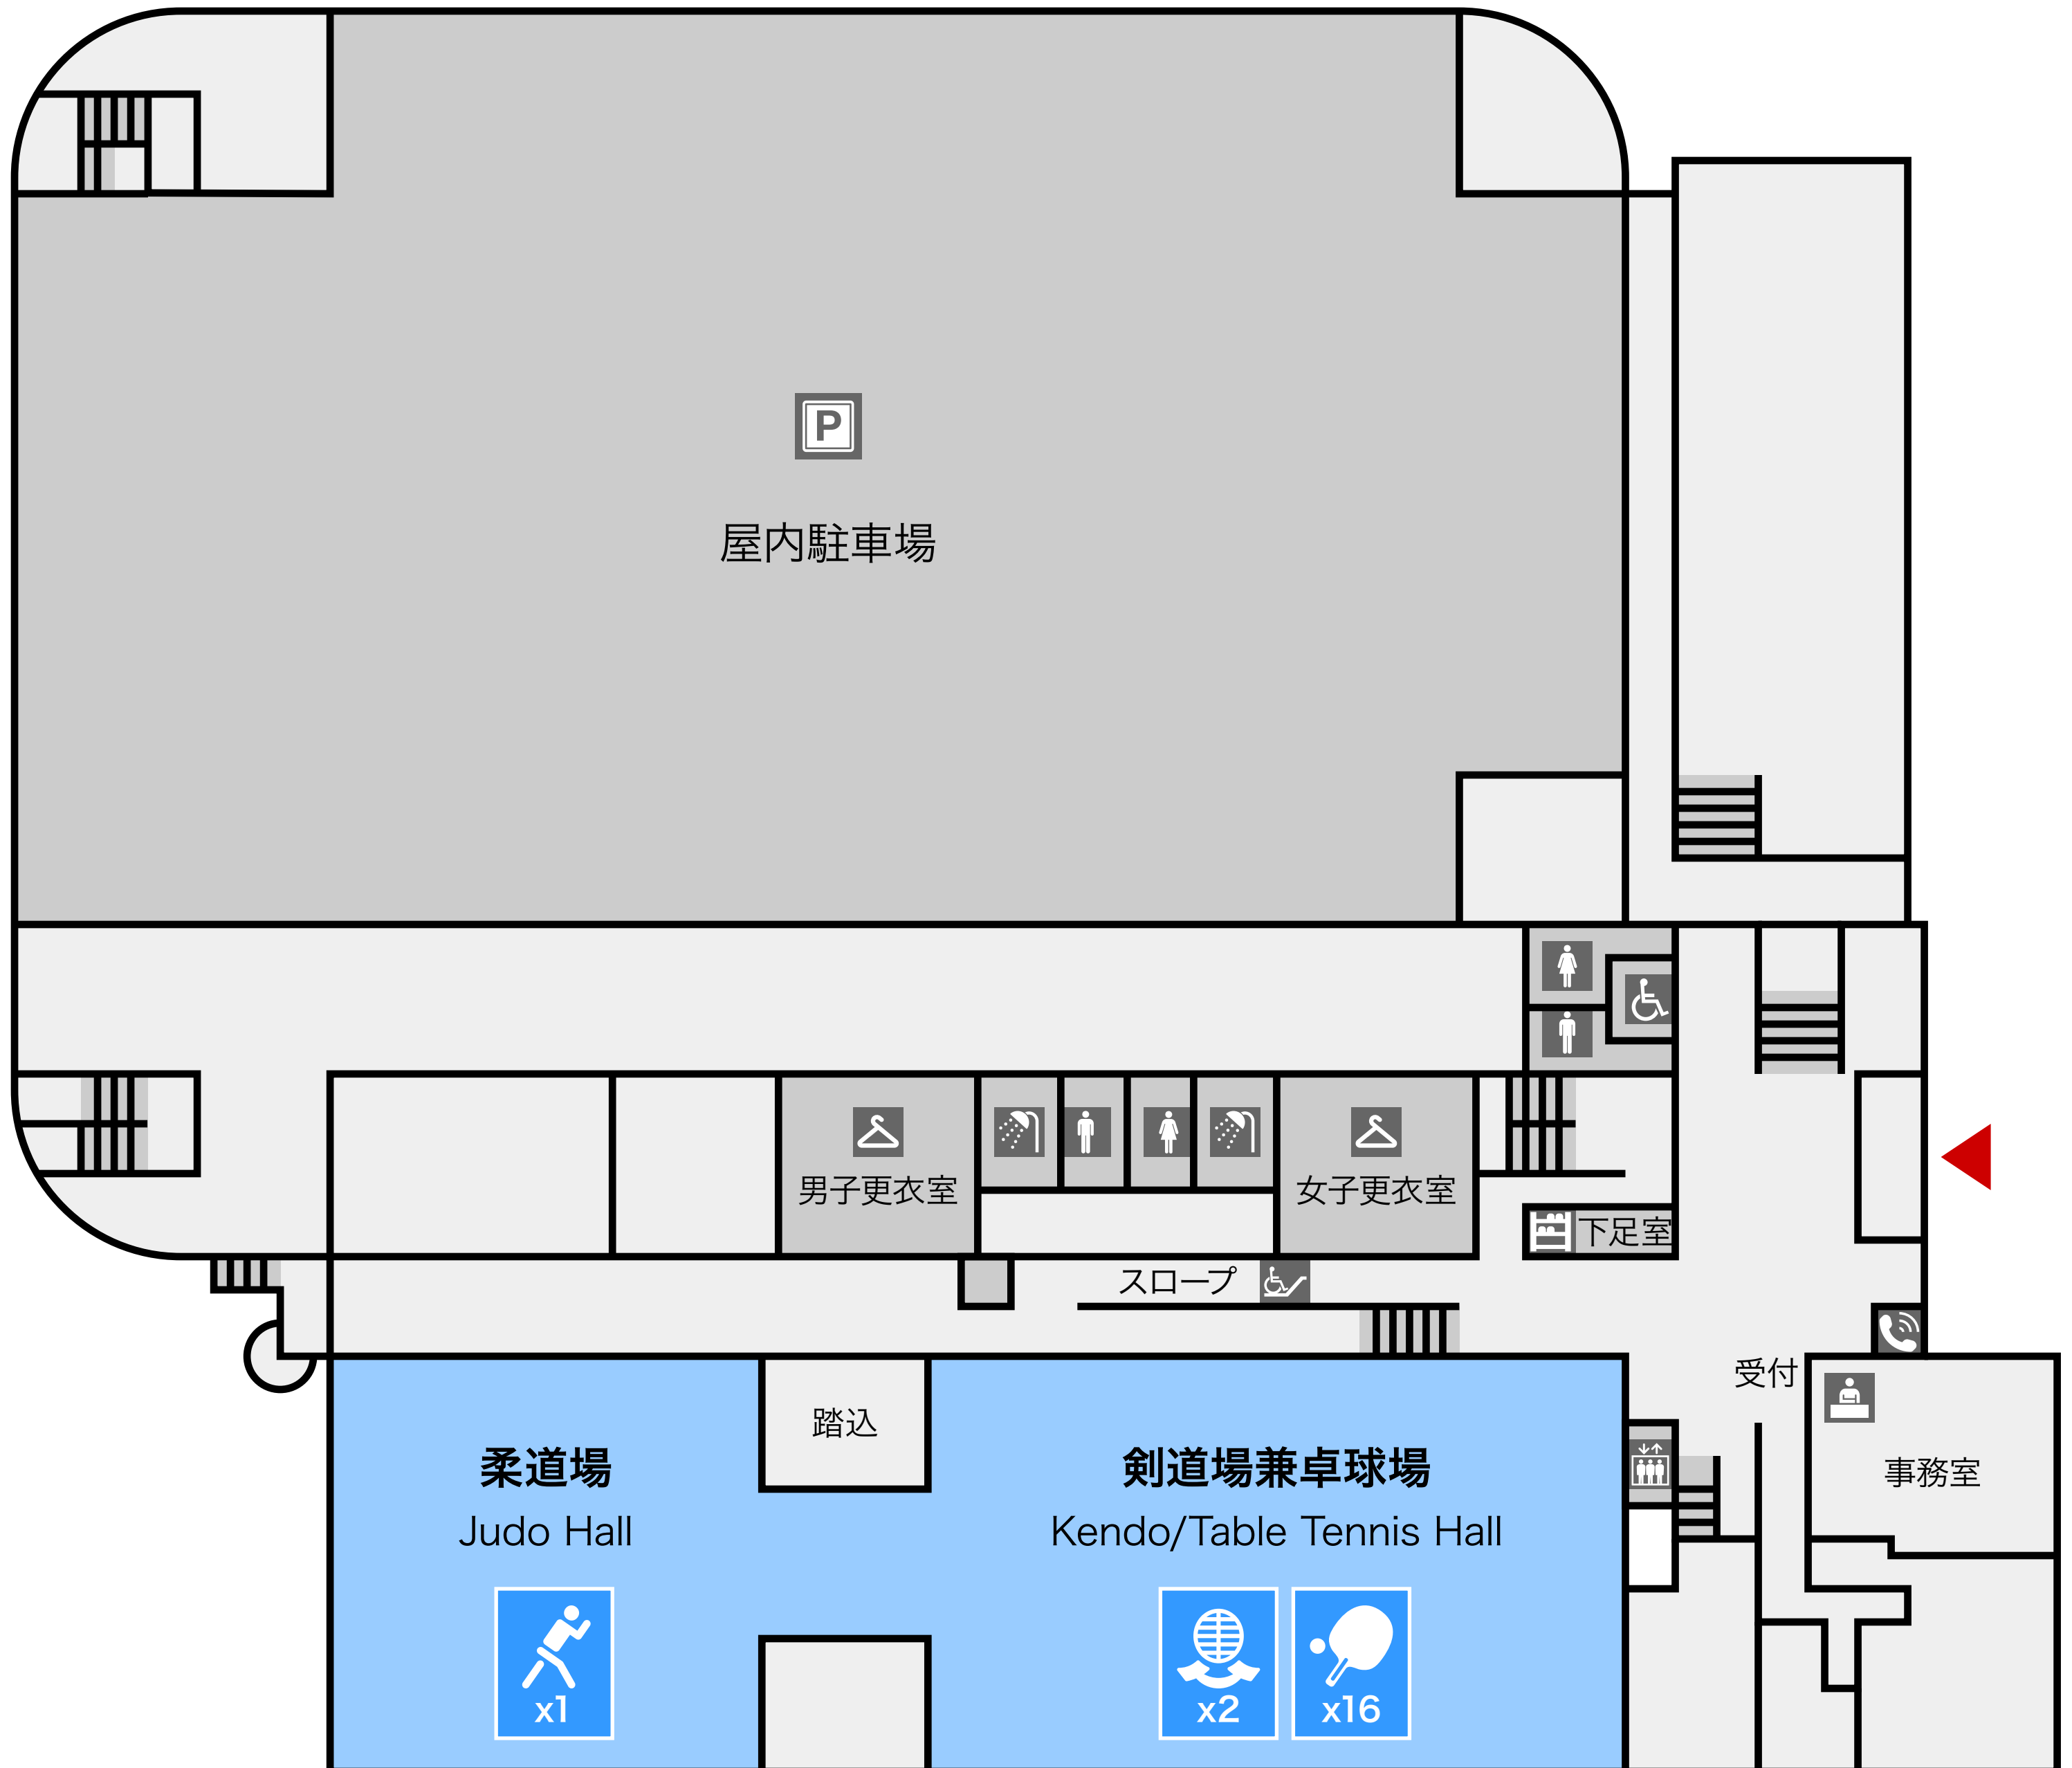 P
屋内駐車場
男子更衣室
女子更衣室
下足室
スロープ
受付
踏込
柔道場
Judo Hall
剣道場兼卓球場
Kendo/Table Tennis Hall
事務室
x1
x2
x16